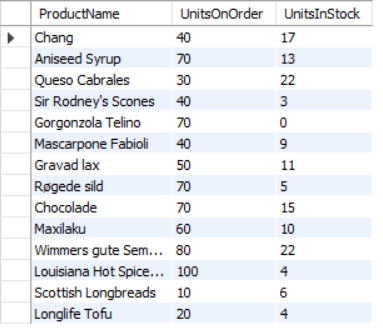 ProductName UnitsOnOrder UnitsInStock
Chang 40 17
Aniseed Syrup 70 13
Queso Cabrales 30 22
Sir Rodney's Scones 40 3
Gorgonzola Telino 70 0
Mascarpone Fabioli 40 9
Gravad lax 50 11
Røgede sild 70 5
Chocolade 70 15
Maxilaku 60 10
Wimmers gute Sem... 80 22
Louisiana Hot Spice... 100 4
Scottish Longbreads 10 6
Longlife Tofu 20 4